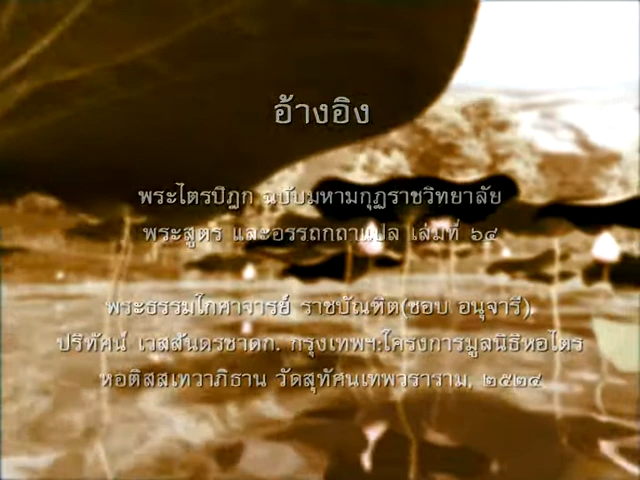 อ้างอิง
พระไตรปิฎก ฉบับมหามกุฏราชวิทยาลัย
พระสูตร และอรรถกถาแปล เล่มที่ ๖๔
พระธรรมโกศาจารย์ ราชบัณฑิต(ชอบ อนุจารี)
ปริทัศน์ เวสสันดรชาดก. กรุงเทพฯ:โครงการมูลนิธิหอไตร
หอติสสเทวาภิธาน วัดสุทัศนเทพวราราม, ๒๕๒๔